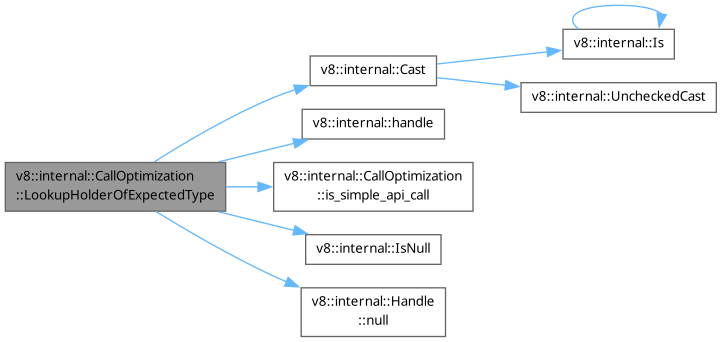 v8::internal::CallOptimization
::LookupHolderOfExpectedType
v8::internal::Cast
v8::internal::Is
v8::internal::UncheckedCast
v8::internal::handle
v8::internal::CallOptimization
::is_simple_api_call
v8::internal::IsNull
v8::internal::Handle
::null